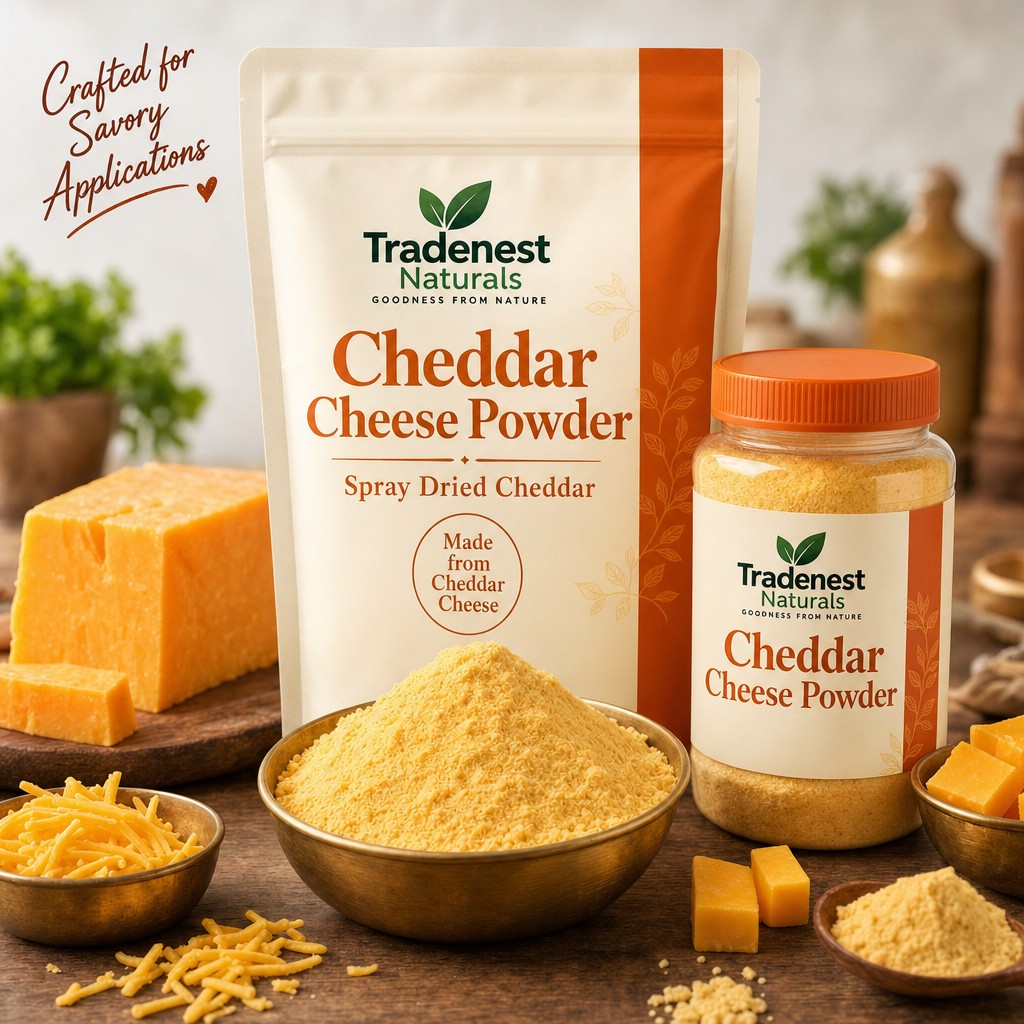 Crafted for
Savory
Applications
Tradenest
Naturals
GOODNESS FROM NATURE
Cheddar
Cheese Powder
Spray Dried Cheddar
Made
from
Cheddar
Cheese
Tradenest
Naturals
GOODNESS FROM NATURE
Cheddar
Cheese Powder